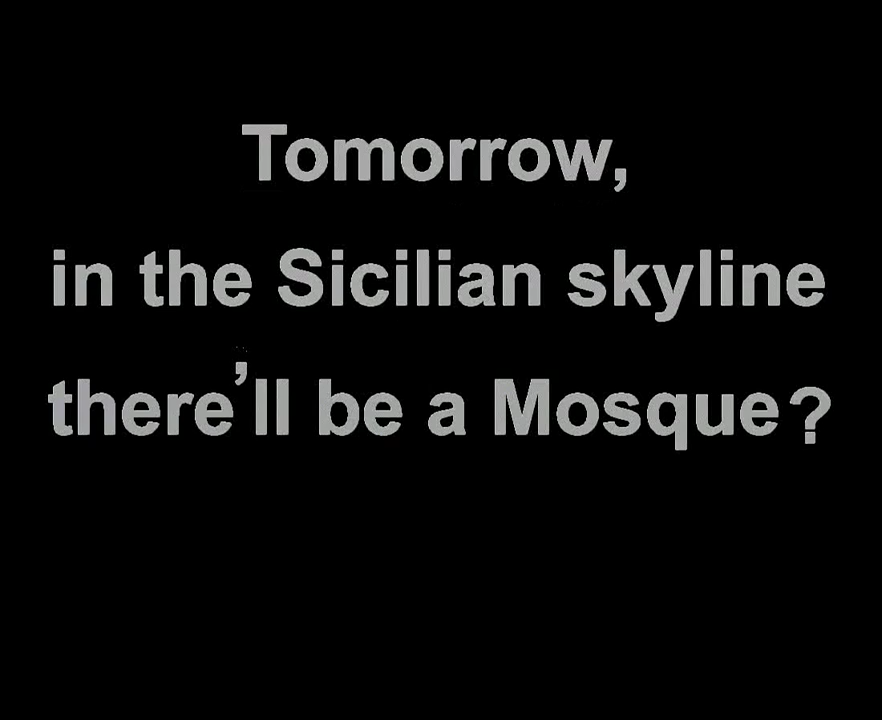 Tomorrow,
in the Sicilian skyline
there'll be a Mosque?